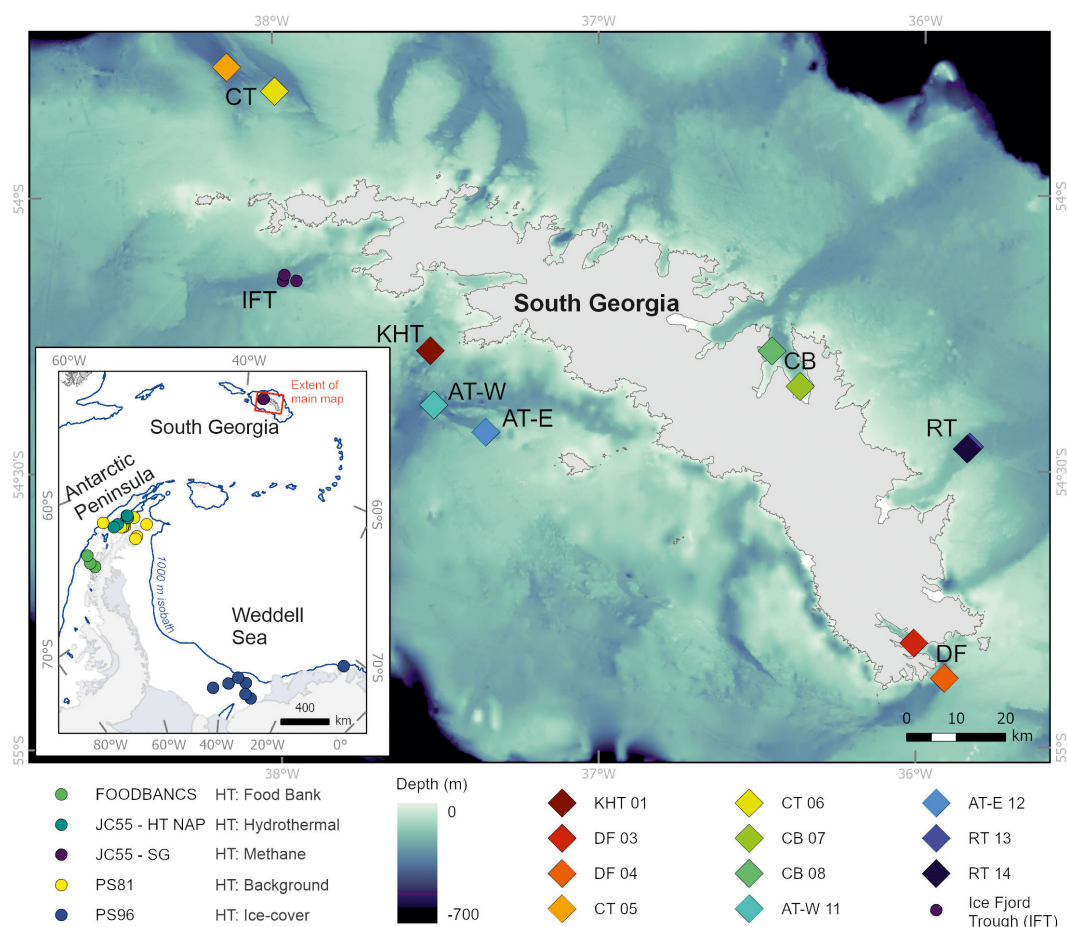 38°W 37°W 36°W
CT
54°S 54°S
IFT
South Georgia
KHT
CB
AT-W
AT-E
RT
54°30'S 54°30'S
DF
0 10 20
km
55°S 55°S
38°W 37°W 36°W
60°W 40°W
Extent of
main map
South Georgia
Antarctic
Peninsula
60°S 60°S
1000 m isobath
Weddell
Sea
70°S 70°S
400
km
80°W 60°W 40°W 20°W 0°
FOODBANCS HT: Food Bank
JC55 - HT NAP HT: Hydrothermal
JC55 - SG HT: Methane
PS81 HT: Background
PS96 HT: Ice-cover
Depth (m)
0
-700
KHT 01
DF 03
DF 04
CT 05
CT 06
CB 07
CB 08
AT-W 11
AT-E 12
RT 13
RT 14
Ice Fjord
Trough (IFT)